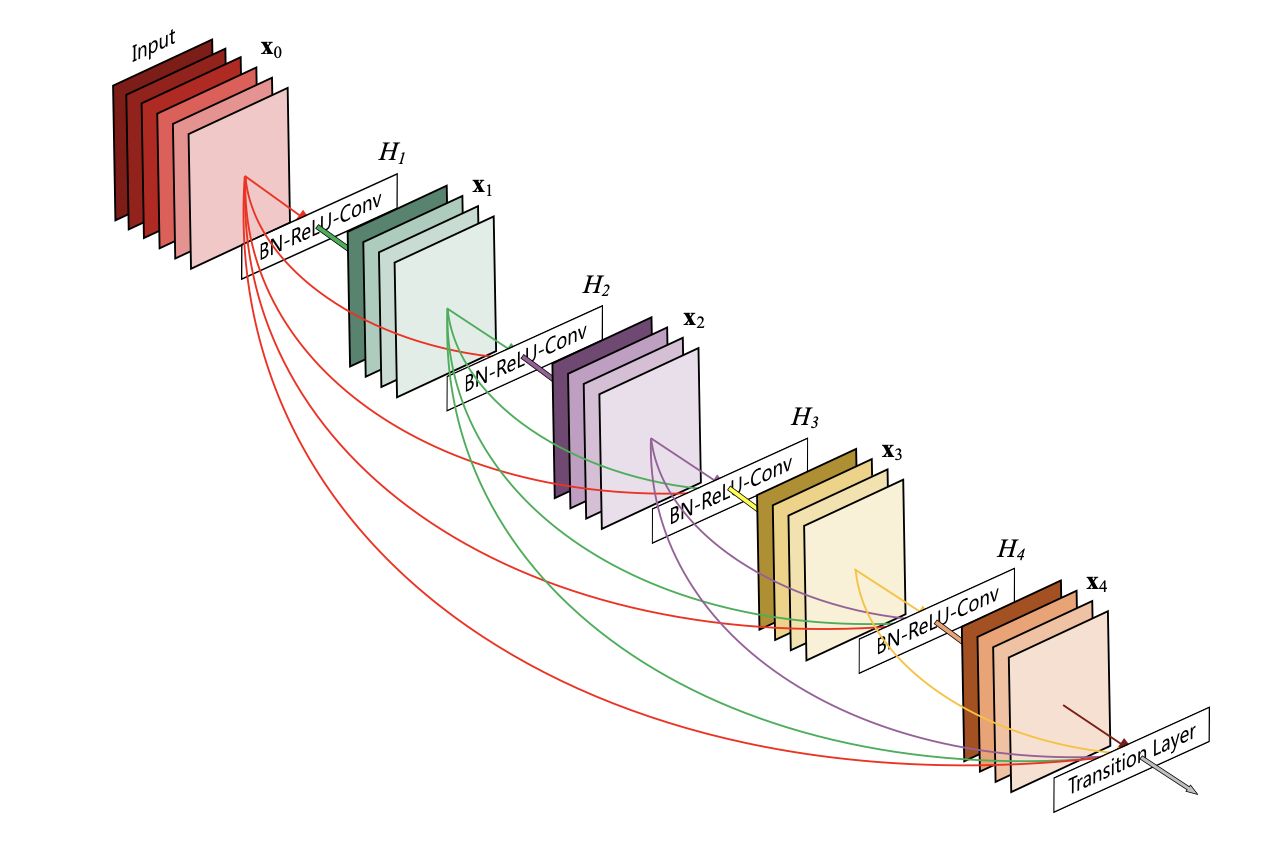 Input
x0
H1
BN-ReLU-Conv
x1
H2
BN-ReLU-Conv
x2
H3
BN-ReLU-Conv
x3
H4
BN-ReLU-Conv
x4
Transition Layer